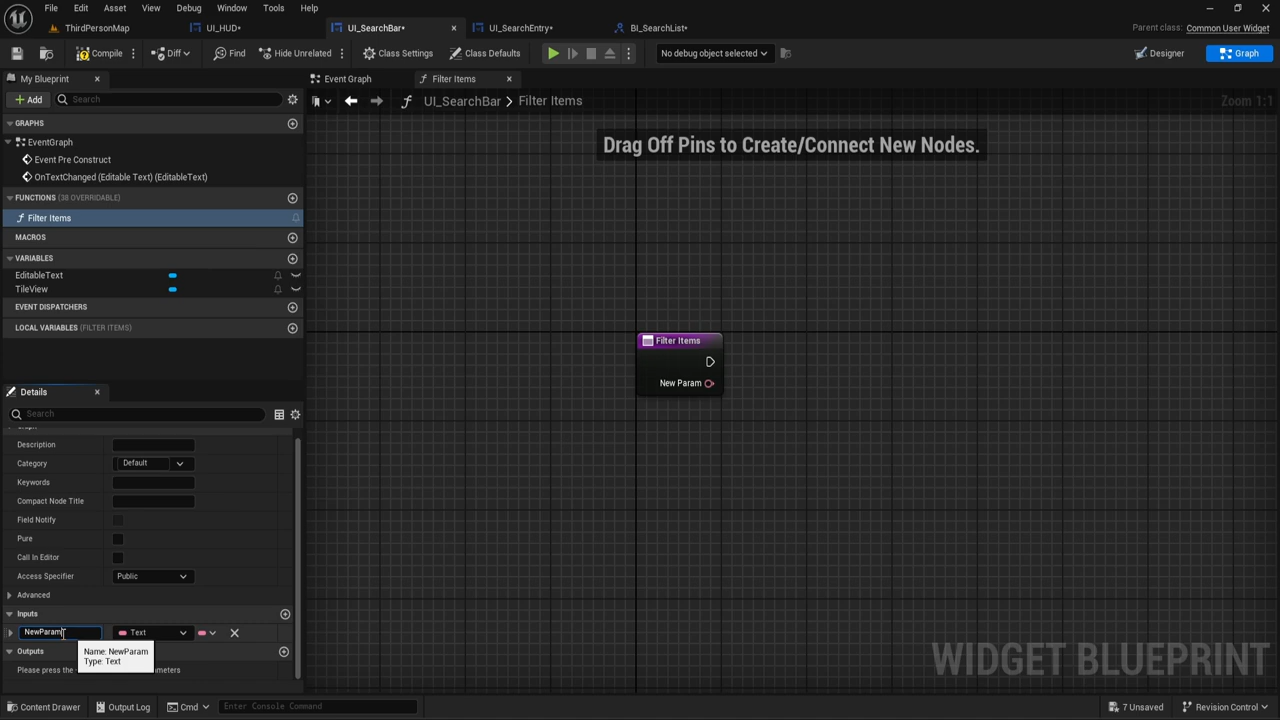 File Edit Asset View Debug Window Tools Help
ThirdPersonMap UI_HUD* UI_SearchBar* UI_SearchEntry* BI_SearchList* Parent class: Common User Widget
Compile Diff Find Hide Unrelated Class Settings Class Defaults No debug object selected Designer Graph
My Blueprint Event Graph Filter Items
Add Search UI_SearchBar > Filter Items Zoom 1:1
GRAPHS
EventGraph
Event Pre Construct
OnTextChanged (Editable Text) (EditableText)
FUNCTIONS (38 OVERRIDABLE)
Filter Items
MACROS
VARIABLES
EditableText
TileView
EVENT DISPATCHERS
LOCAL VARIABLES (FILTER ITEMS)
Drag Off Pins to Create/Connect New Nodes.
Filter Items
New Param
Details
Search
Graph
Description
Category Default
Keywords
Compact Node Title
Field Notify
Pure
Call In Editor
Access Specifier Public
Advanced
Inputs
NewParam Text
Name: NewParam
Type: Text
Outputs
Please press the
WIDGET BLUEPRINT
Content Drawer Output Log Cmd Enter Console Command 7 Unsaved Revision Control